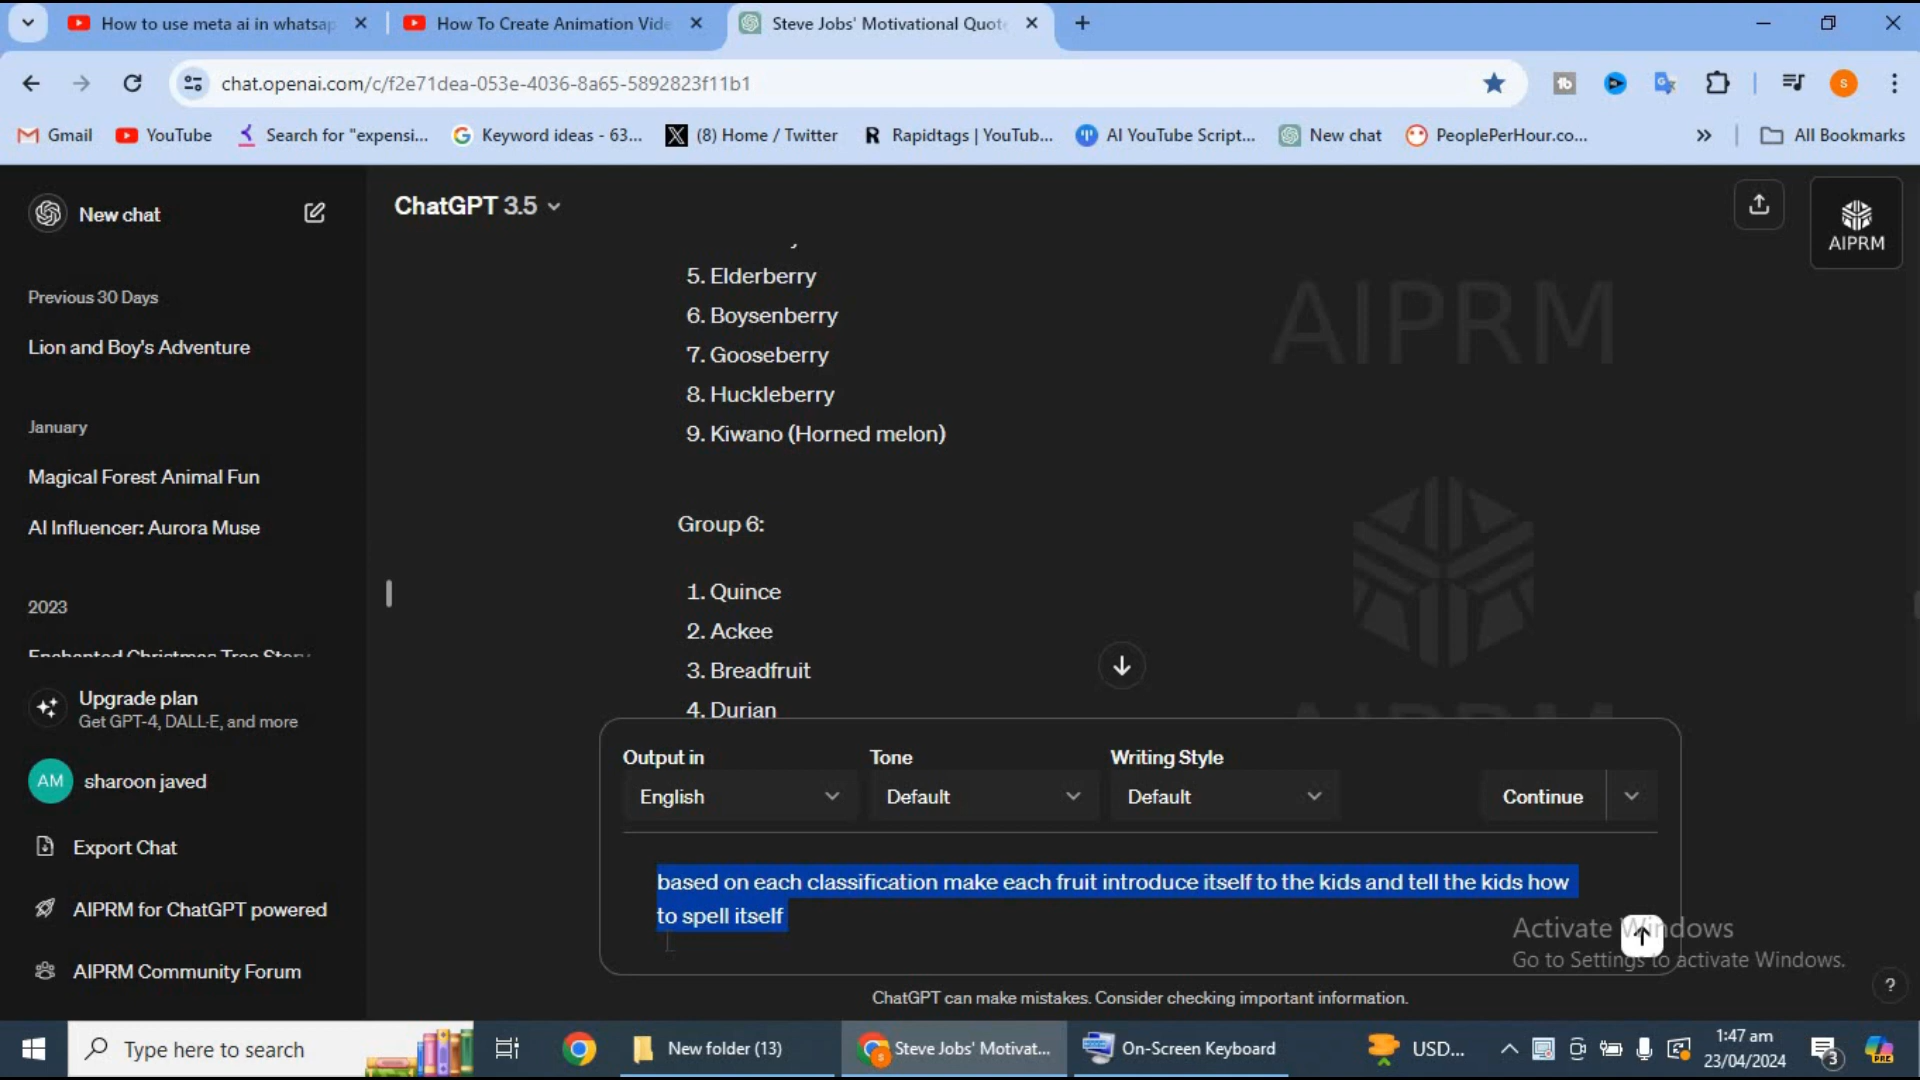 How to use meta ai in whatsap
How To Create Animation Vide
Steve Jobs' Motivational Quot
chat.openai.com/c/f2e71dea-053e-4036-8a65-5892823f11b1
Gmail
YouTube
Search for "expensi...
Keyword ideas - 63...
(8) Home / Twitter
Rapidtags | YouTub...
AI YouTube Script...
New chat
PeoplePerHour.co...
All Bookmarks
New chat
ChatGPT 3.5
AIPRM
Previous 30 Days
Lion and Boy's Adventure
January
Magical Forest Animal Fun
AI Influencer: Aurora Muse
2023
Enchanted Christmas Tree Story
Upgrade plan
Get GPT-4, DALL·E, and more
AM
sharoon javed
Export Chat
AIPRM for ChatGPT powered
AIPRM Community Forum
5. Elderberry
6. Boysenberry
7. Gooseberry
8. Huckleberry
9. Kiwano (Horned melon)
Group 6:
1. Quince
2. Ackee
3. Breadfruit
4. Durian
AIPRM
AIPRM
Output in
Tone
Writing Style
English
Default
Default
Continue
based on each classification make each fruit introduce itself to the kids and tell the kids how
to spell itself
Activate Windows
Go to Settings to activate Windows.
ChatGPT can make mistakes. Consider checking important information.
?
Type here to search
New folder (13)
Steve Jobs' Motivat...
On-Screen Keyboard
USD...
1:47 am
23/04/2024
3